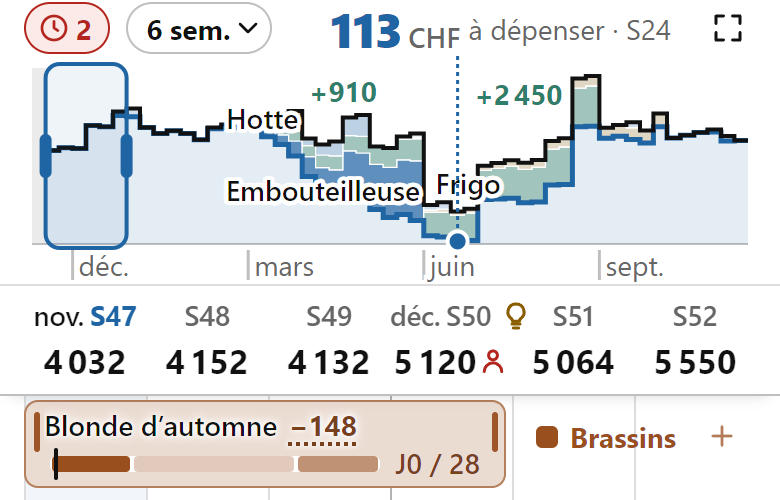 2 6 sem. 113 CHF à dépenser · S24
+910 +2 450
Hotte
Embouteilleuse Frigo
déc. mars juin sept.
nov. S47 S48 S49 déc. S50 S51 S52
4 032 4 152 4 132 5 120 5 064 5 550
Blonde d’automne −148
J0 / 28
Brassins +